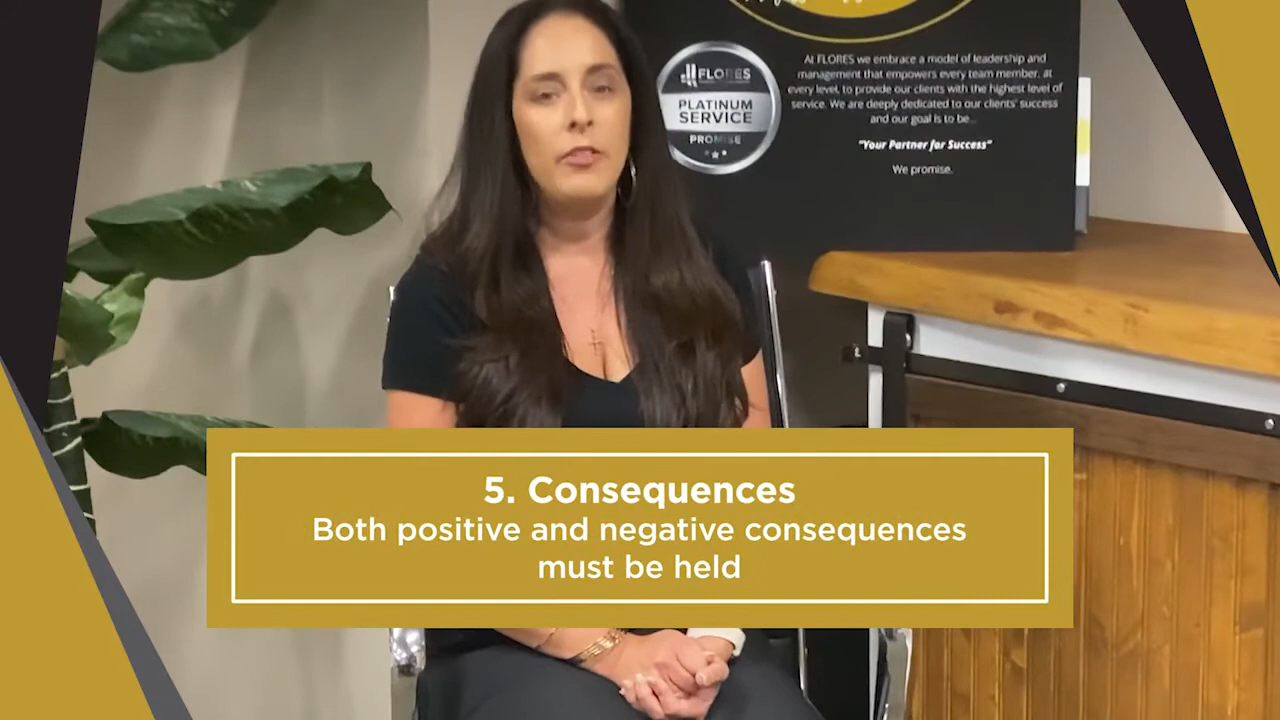 At FLORES we embrace a model of leadership and
management that empowers every team member, at
every level, to provide our clients with the highest level of
service. We are deeply dedicated to our clients' success
and our goal is to be...
"Your Partner for Success"
We promise.
FLORES
PLATINUM
SERVICE
PROMISE
5. Consequences
Both positive and negative consequences
must be held